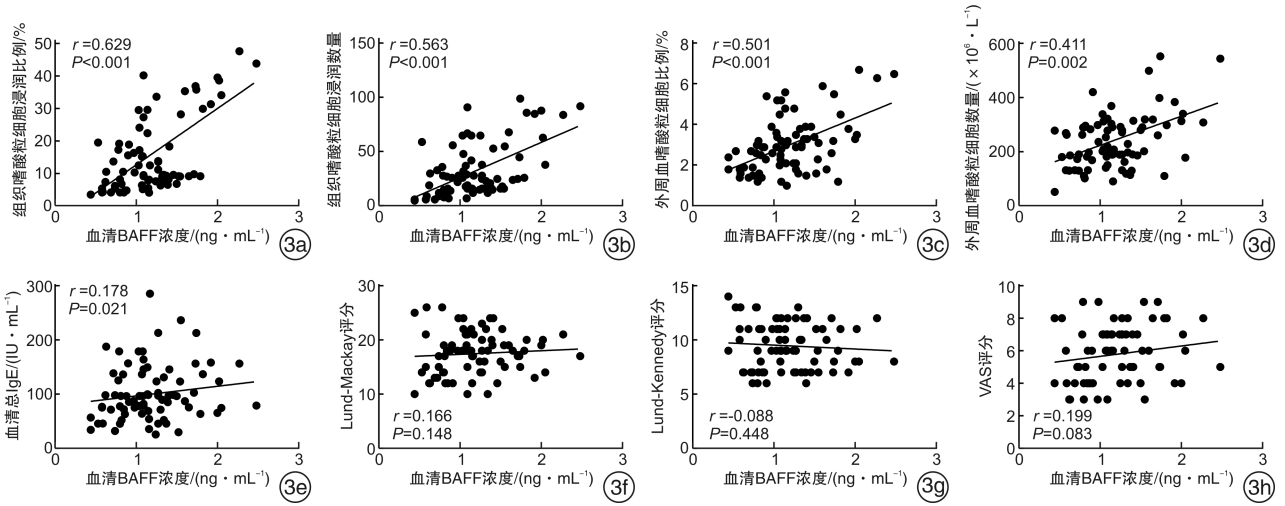 组织嗜酸粒细胞浸润比例/%
50
40
30
20
10
0
r=0.629
P<0.001
0 1 2 3
血清BAFF浓度/(ng·mL⁻¹)
3a
组织嗜酸粒细胞浸润数量
150
100
50
0
r=0.563
P<0.001
0 1 2 3
血清BAFF浓度/(ng·mL⁻¹)
3b
外周血嗜酸粒细胞比例/%
8
6
4
2
0
r=0.501
P<0.001
0 1 2 3
血清BAFF浓度/(ng·mL⁻¹)
3c
外周血嗜酸粒细胞数量/(×10⁶·L⁻¹)
600
400
200
0
r=0.411
P=0.002
0 1 2 3
血清BAFF浓度/(ng·mL⁻¹)
3d
血清总IgE/(IU·mL⁻¹)
300
200
100
0
r=0.178
P=0.021
0 1 2 3
血清BAFF浓度/(ng·mL⁻¹)
3e
Lund-Mackay评分
30
20
10
0
r=0.166
P=0.148
0 1 2 3
血清BAFF浓度/(ng·mL⁻¹)
3f
Lund-Kennedy评分
15
10
5
0
r=-0.088
P=0.448
0 1 2 3
血清BAFF浓度/(ng·mL⁻¹)
3g
VAS评分
10
8
6
4
2
0
r=0.199
P=0.083
0 1 2 3
血清BAFF浓度/(ng·mL⁻¹)
3h